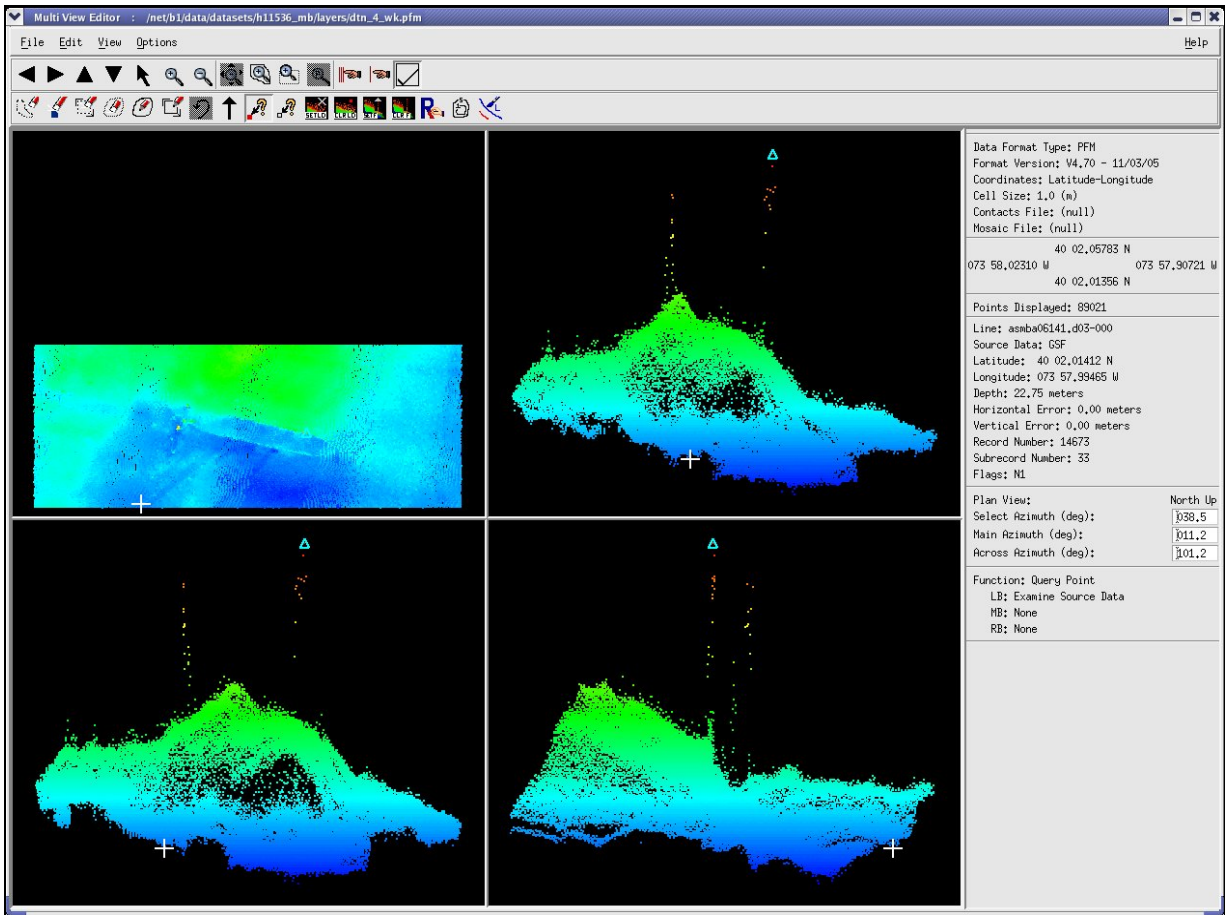 Multi View Editor : /net/b1/data/datasets/h11536_mb/layers/dtn_4_wk.pfm
File Edit View Options Help
SETLO CLRLO SETF CLR F R L
Data Format Type: PFM
Format Version: V4.70 - 11/03/05
Coordinates: Latitude-Longitude
Cell Size: 1.0 (m)
Contacts File: (null)
Mosaic File: (null)
40 02.05783 N
073 58.02310 W 073 57.90721 W
40 02.01356 N
Points Displayed: 89021
Line: asmba06141.d03-000
Source Data: GSF
Latitude: 40 02.01412 N
Longitude: 073 57.99465 W
Depth: 22.75 meters
Horizontal Error: 0.00 meters
Vertical Error: 0.00 meters
Record Number: 14673
Subrecord Number: 33
Flags: N1
Plan View: North Up
Select Azimuth (deg): 038.5
Main Azimuth (deg): 011.2
Across Azimuth (deg): 101.2
Function: Query Point
LB: Examine Source Data
MB: None
RB: None